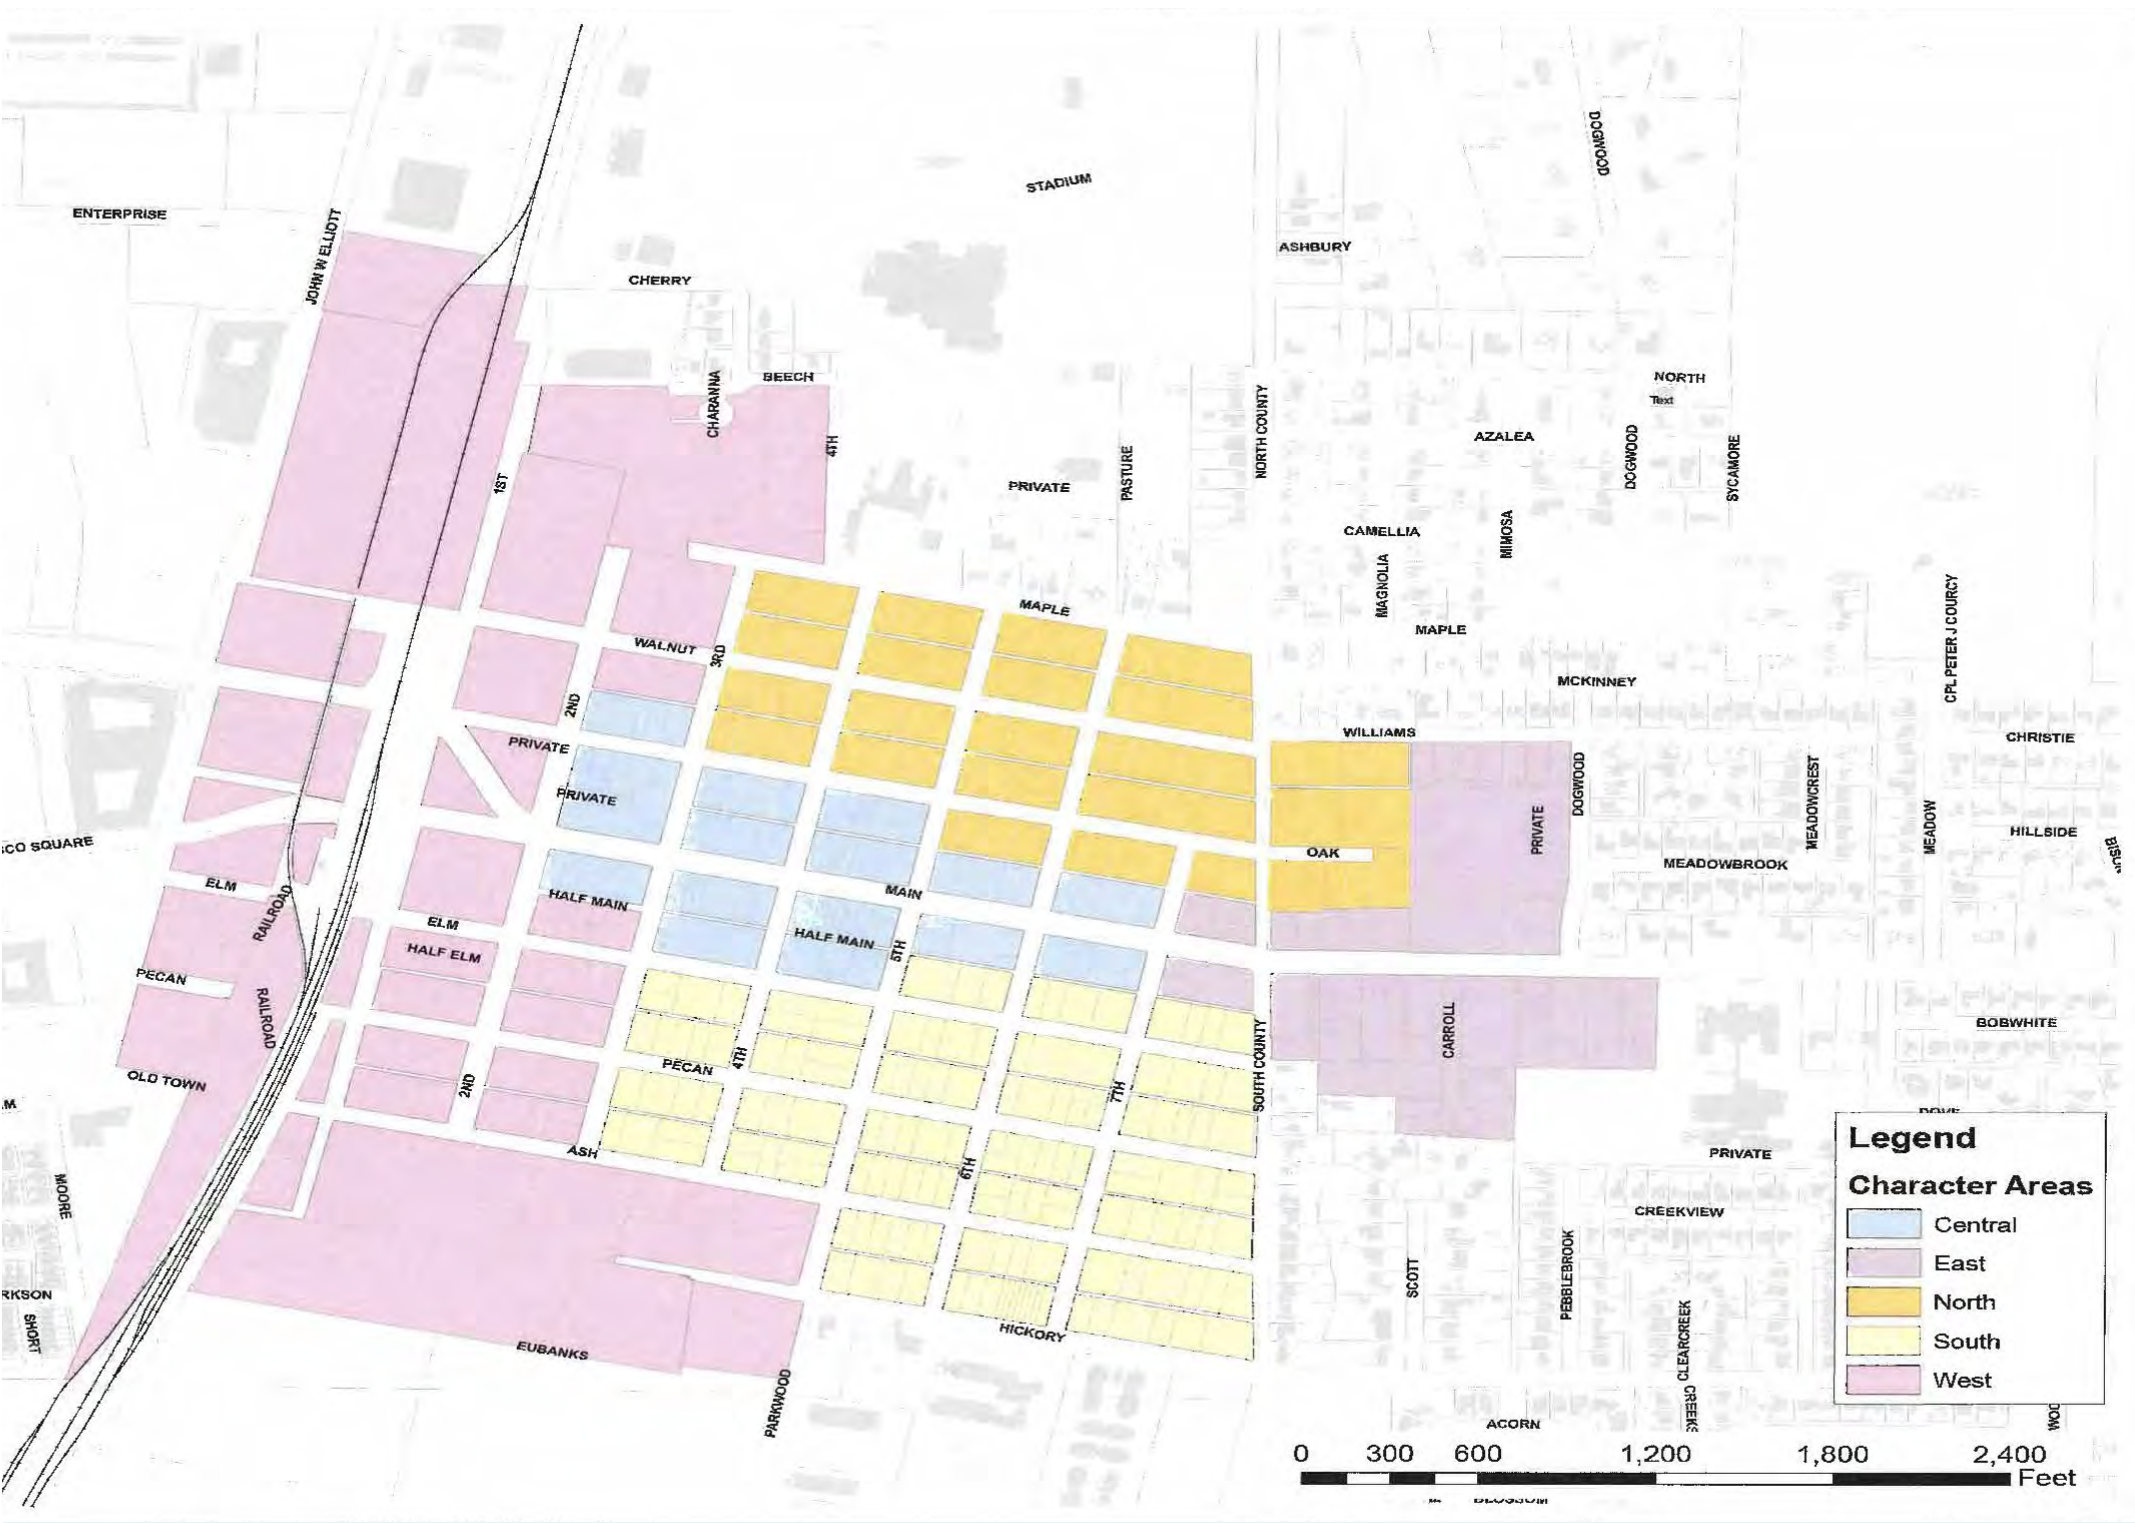 DOGWOOD
STADIUM
ENTERPRISE
JOHN W ELLIOTT
ASHBURY
CHERRY
CHARANNA
BEECH
4TH
NORTH COUNTY
NORTH
Text
AZALEA
DOGWOOD
SYCAMORE
1ST
PRIVATE
PASTURE
CAMELLIA
MIMOSA
MAGNOLIA
MAPLE
MAPLE
CPL PETER J COURCY
WALNUT
3RD
MCKINNEY
2ND
WILLIAMS
CHRISTIE
PRIVATE
PRIVATE
DOGWOOD
PRIVATE
MEADOWCREST
MEADOW
HILLSIDE
CO SQUARE
OAK
MEADOWBROOK
ELM
RAILROAD
HALF MAIN
MAIN
ELM
HALF MAIN
5TH
HALF ELM
PECAN
RAILROAD
BOBWHITE
CARROLL
SOUTH COUNTY
4TH
PECAN
OLD TOWN
2ND
7TH
M
ASH
6TH
PRIVATE
MOORE
CREEKVIEW
SCOTT
PEBBLEBROOK
RKSON
SHORT
HICKORY
EUBANKS
CLEARCREEK
PARKWOOD
CREEKS
ACORN
WOO
BLOSSOM
Legend
Character Areas
Central
East
North
South
West
0 300 600 1,200 1,800 2,400
Feet